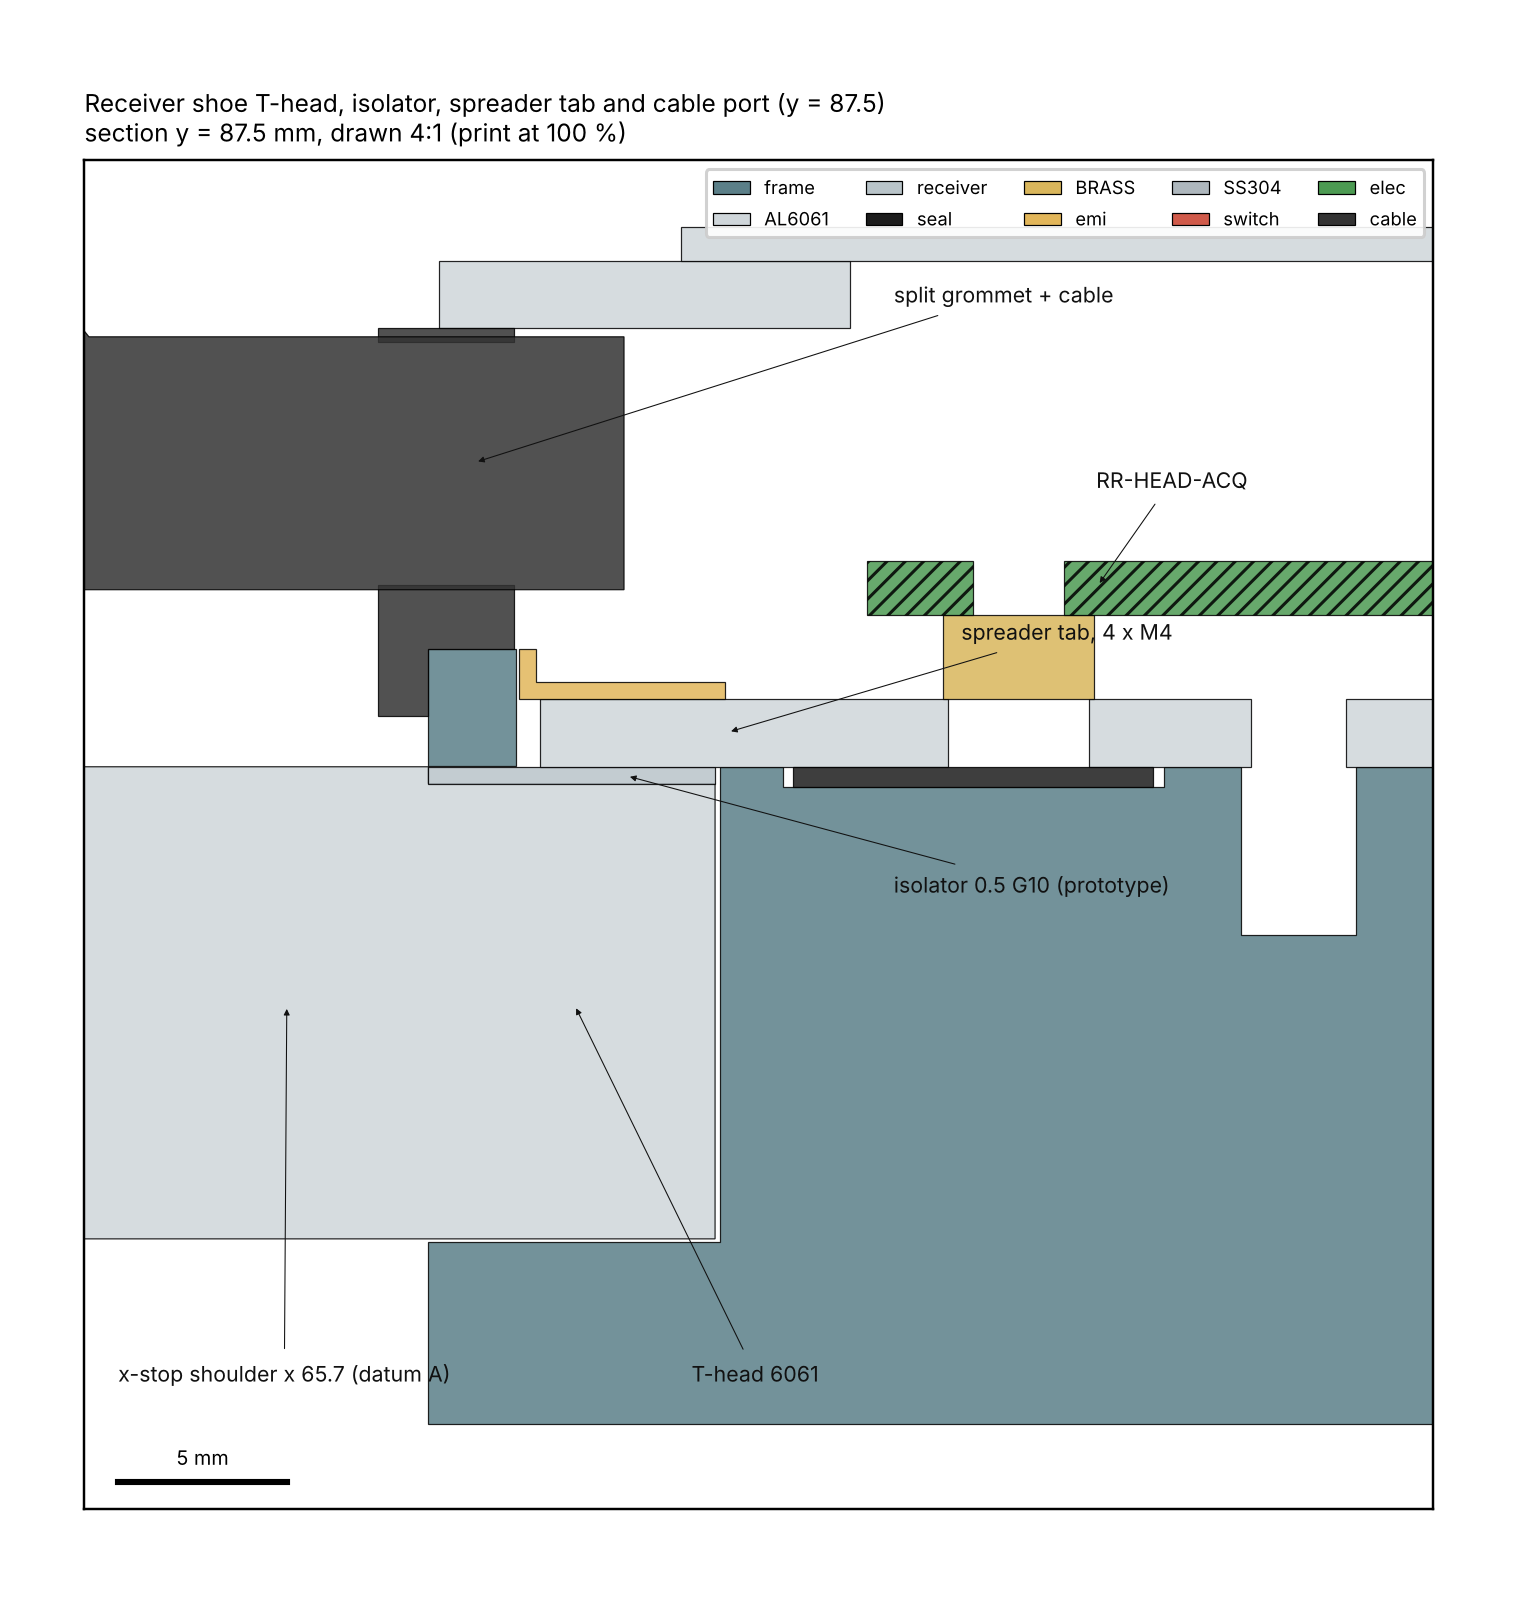 Receiver shoe T-head, isolator, spreader tab and cable port (y = 87.5)
section y = 87.5 mm, drawn 4:1 (print at 100 %)
frame receiver BRASS SS304 elec
AL6061 seal emi switch cable
split grommet + cable
RR-HEAD-ACQ
spreader tab, 4 x M4
isolator 0.5 G10 (prototype)
x-stop shoulder x 65.7 (datum A)
T-head 6061
5 mm